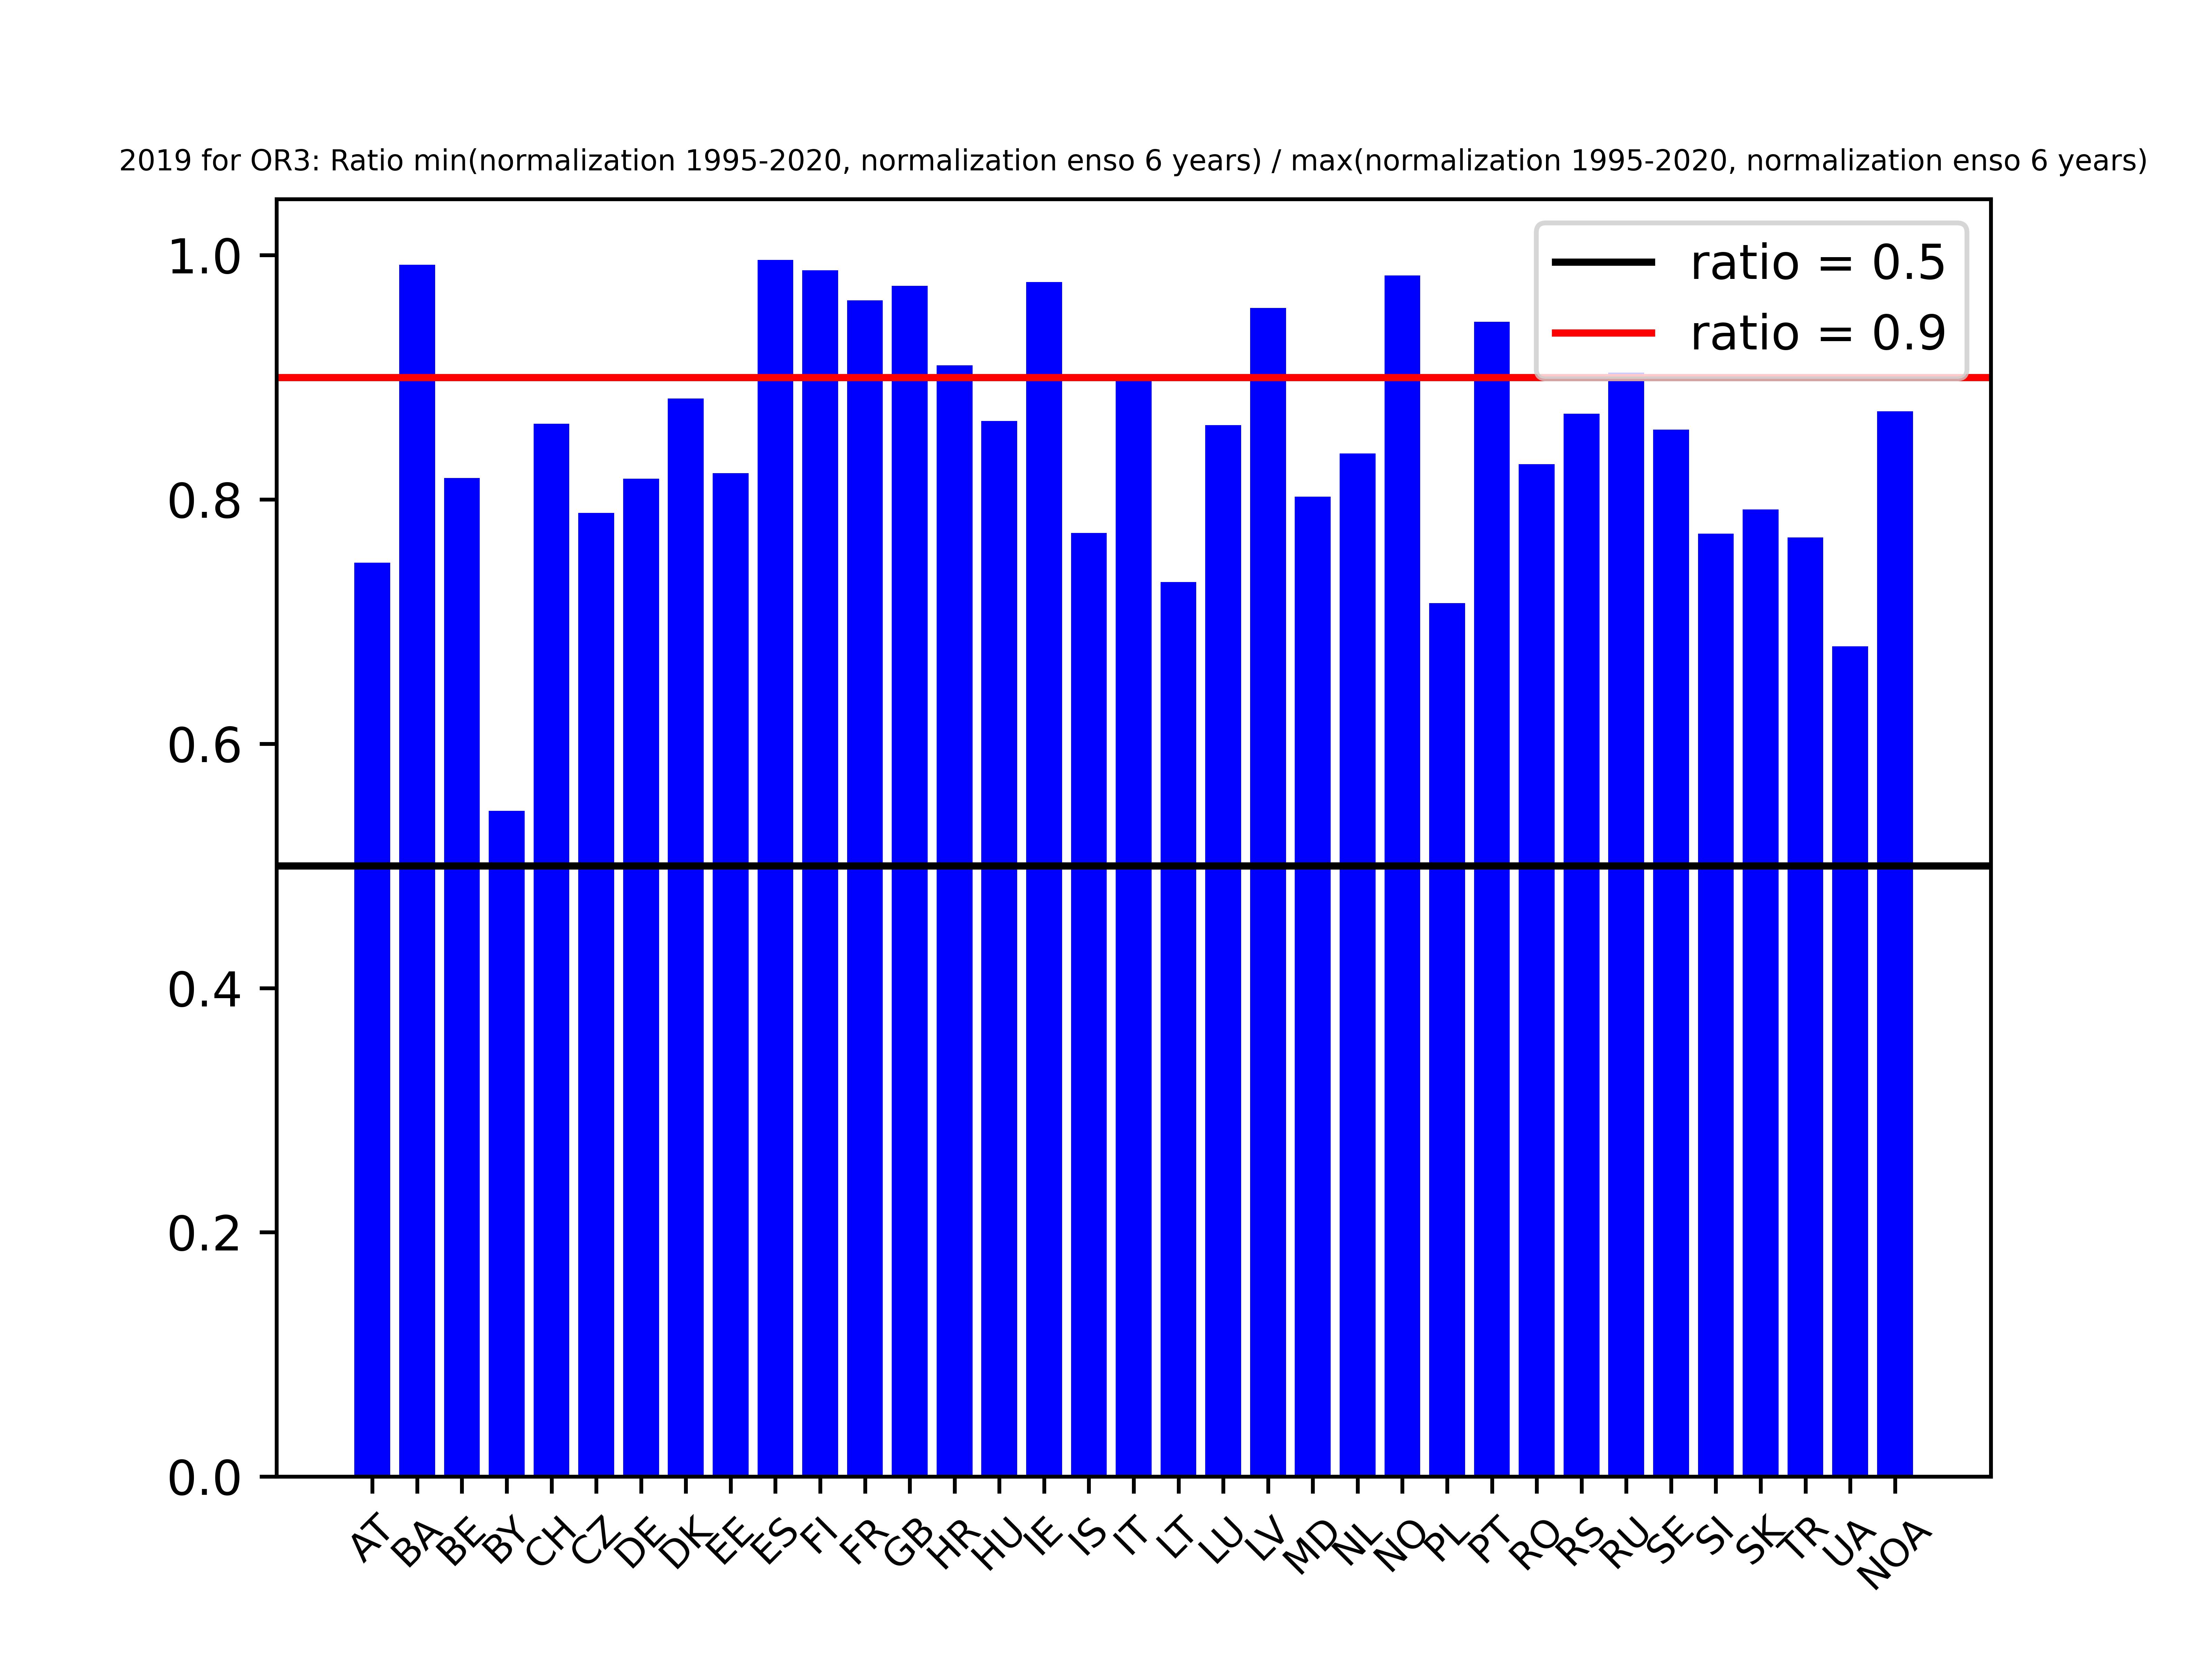 2019 for OR3: Ratio min(normalization 1995-2020, normalization enso 6 years) / max(normalization 1995-2020, normalization enso 6 years)
ratio = 0.5
ratio = 0.9
1.0
0.8
0.6
0.4
0.2
0.0
AT BA BE BY CH CZ DE DK EE ES FI FR GB HR HU IE IS IT LT LU LV MD NL NO PL PT RO RS RU SE SI SK TR UA NOA